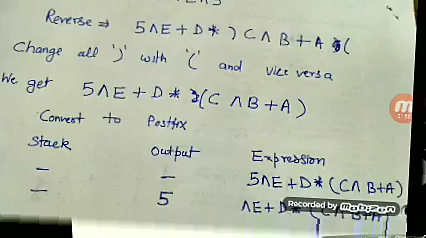 Reverse ⇒ 5∧E+D*)C∧B+A(
Change all ')' with '(' and vice versa
We get 5∧E+D*(C∧B+A)
Convert to Postfix
Stack Output Expression
– – 5∧E+D*(C∧B+A)
– 5 ∧E+D*(C∧B+A)
Recorded by Mobizen